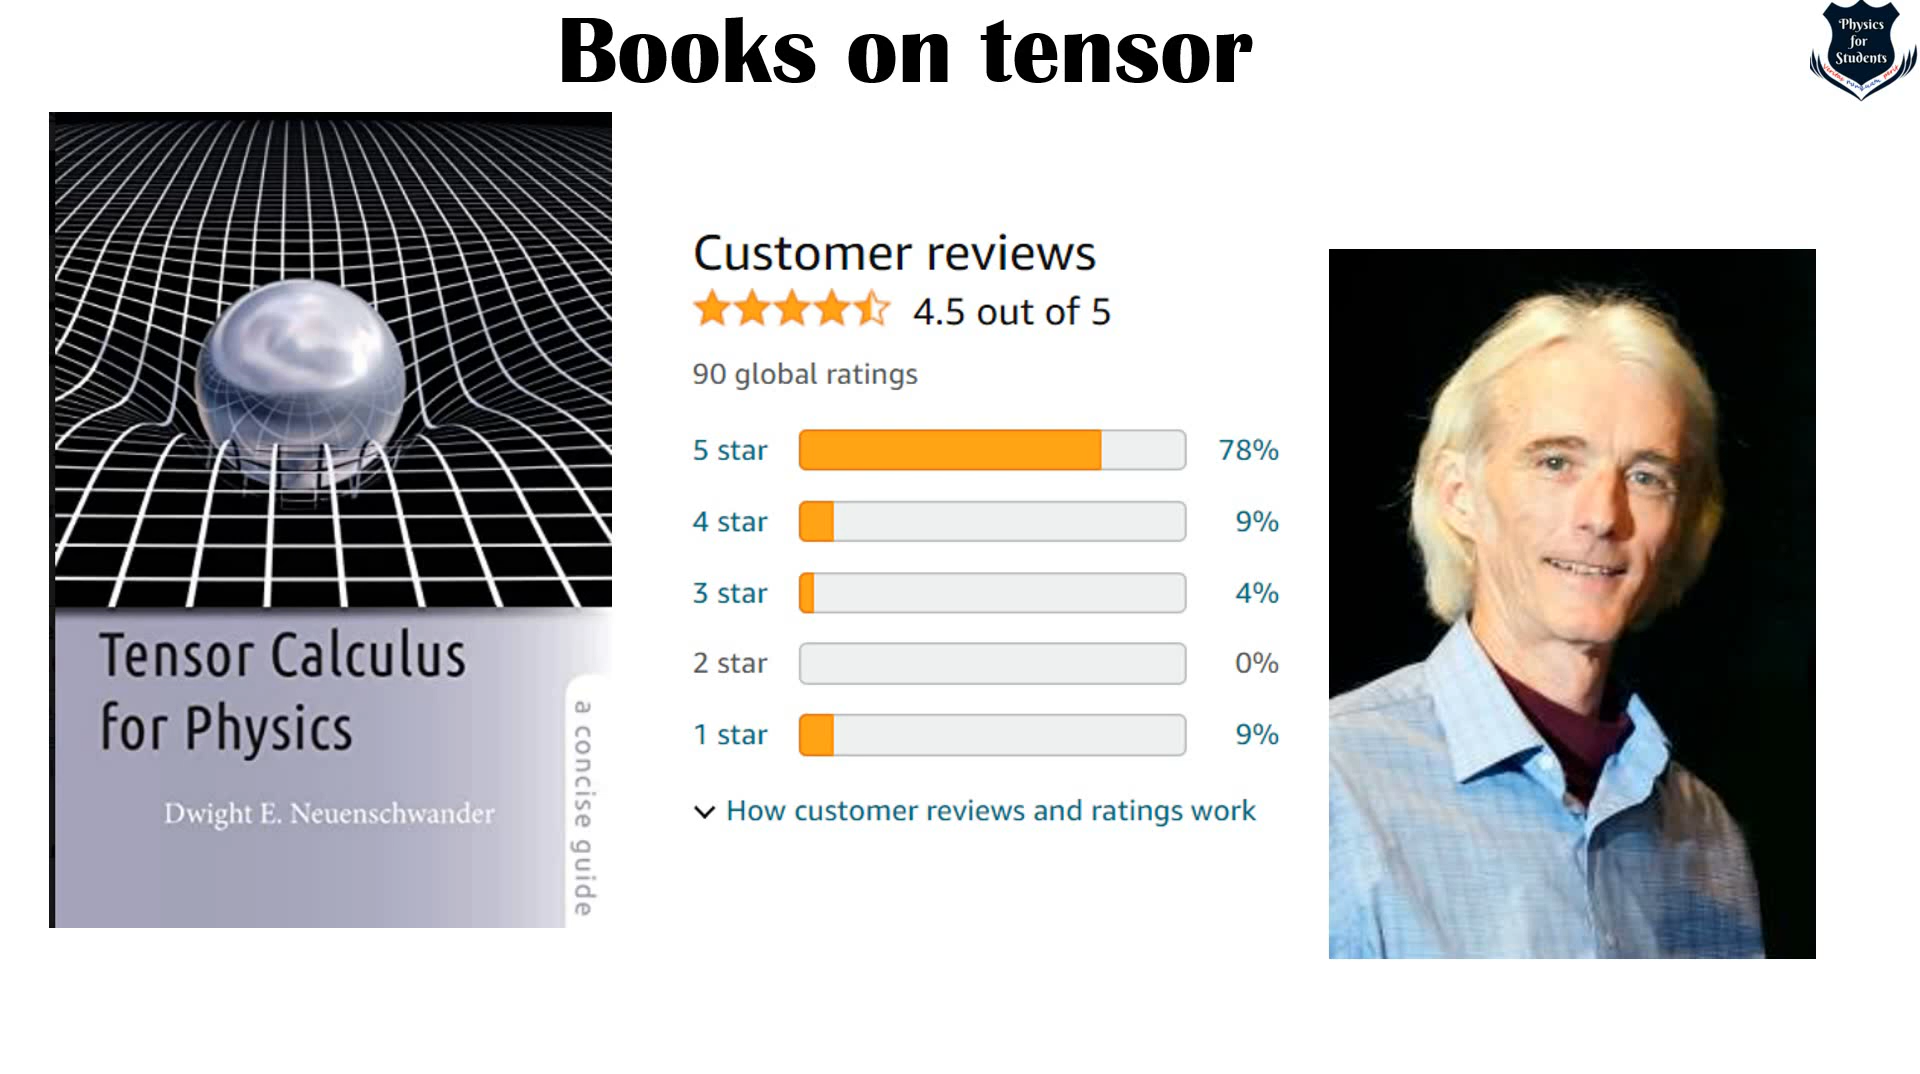 Books on tensor
Physics
for
Students
Tensor Calculus
for Physics
Dwight E. Neuenschwander
a concise guide
Customer reviews
4.5 out of 5
90 global ratings
5 star 78%
4 star 9%
3 star 4%
2 star 0%
1 star 9%
How customer reviews and ratings work